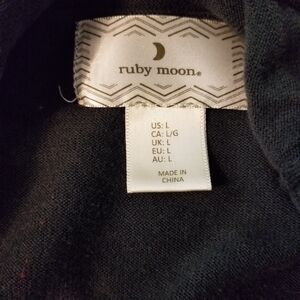 ruby moon®
US: L
CA: L/G
UK: L
EU: L
AU: L
MADE IN
CHINA